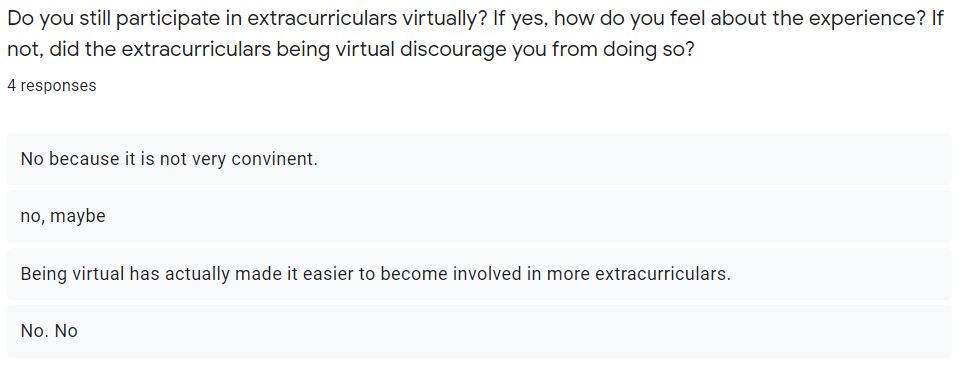 Do you still participate in extracurriculars virtually? If yes, how do you feel about the experience? If
not, did the extracurriculars being virtual discourage you from doing so?
4 responses
No because it is not very convinent.
no, maybe
Being virtual has actually made it easier to become involved in more extracurriculars.
No. No